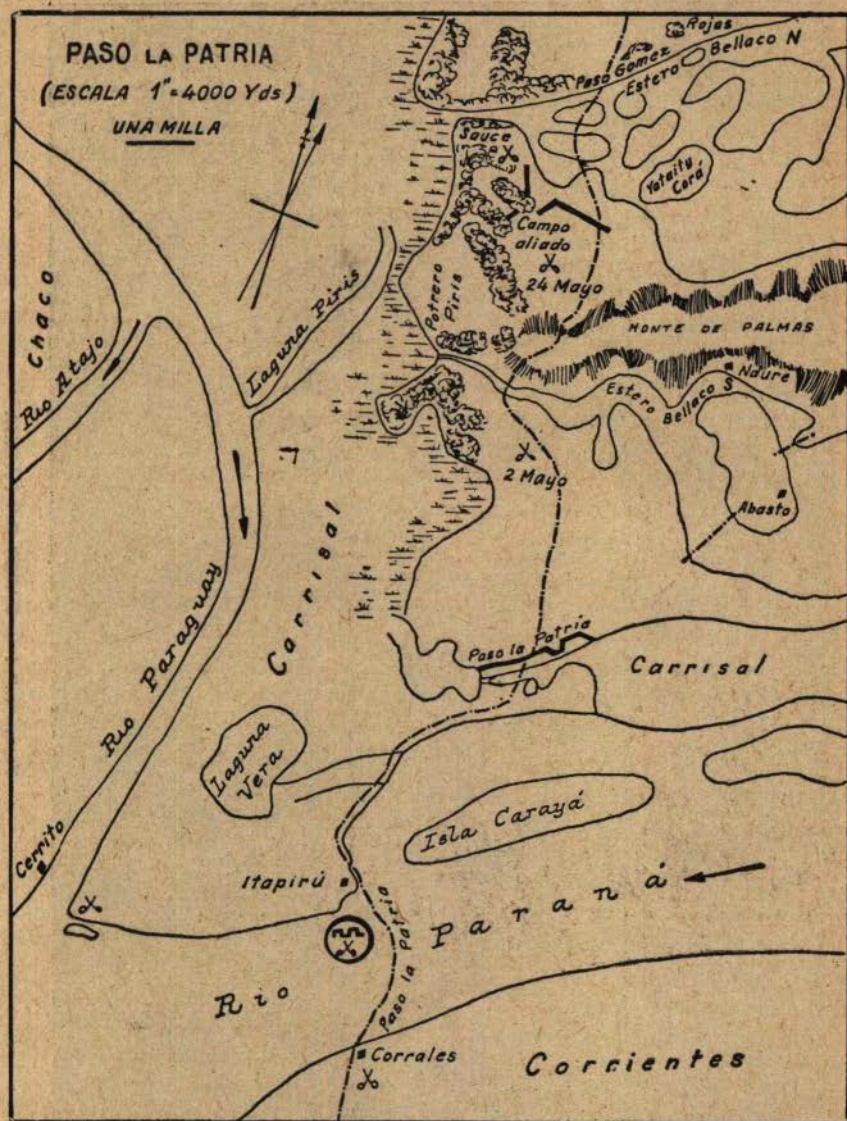 PASO LA PATRIA
(ESCALA 1"=4000 Yds)
UNA MILLA
Rojas
Paso Gomez
Estero Bellaco N
Sauce
Yataity Corá
Campo
aliado
24 Mayo
Chaco
Laguna Piris
Potrero
Piris
MONTE DE PALMAS
Rio Atajo
Ñduré
Estero Bellaco S
2 Mayo
Abasto
Carrisal
Rio Paraguay
Paso la Patria
Carrisal
Laguna
Vera
Isla Carayá
Cerrito
Itapirú
Rio Paraná
Paso la Patria
Corrales
Corrientes